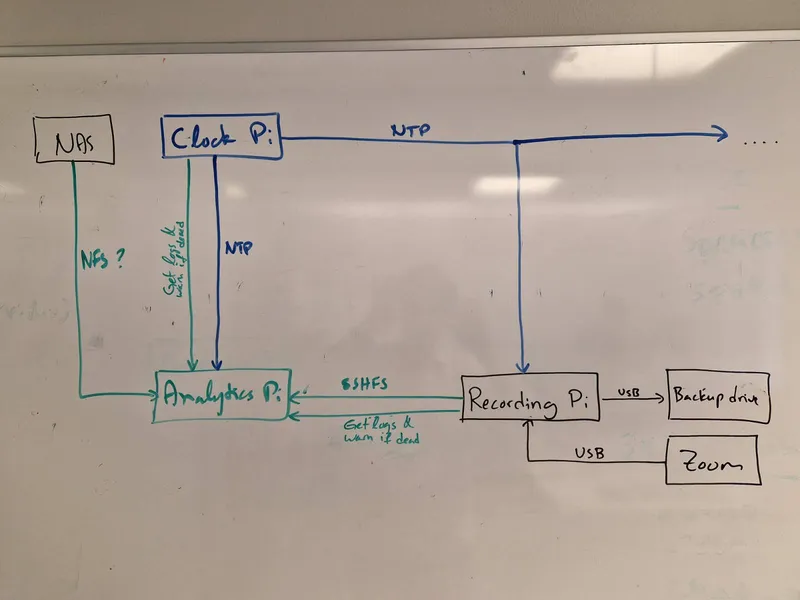 NAS
Clock Pi
NTP
....
NFS ?
Get logs &
warn if dead
NTP
Analytics Pi
SSHFS
Get logs &
warn if dead
Recording Pi
USB
Backup drive
USB
Zoom